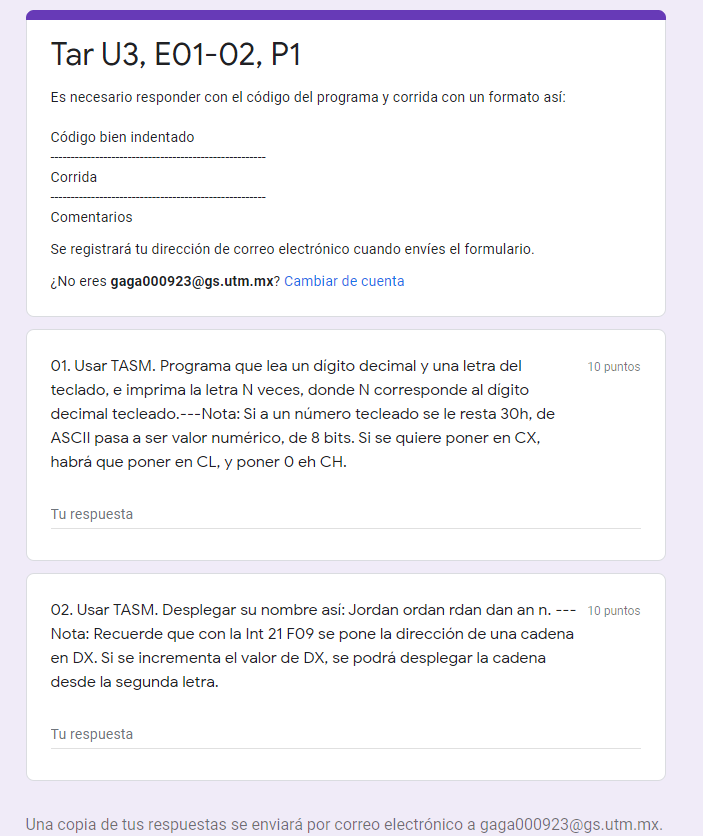 Tar U3, E01-02, P1
Es necesario responder con el código del programa y corrida con un formato así:
Código bien indentado
-----------------------------------------------------
Corrida
-----------------------------------------------------
Comentarios
Se registrará tu dirección de correo electrónico cuando envíes el formulario.
¿No eres gaga000923@gs.utm.mx? Cambiar de cuenta
01. Usar TASM. Programa que lea un dígito decimal y una letra del
10 puntos
teclado, e imprima la letra N veces, donde N corresponde al dígito
decimal tecleado.---Nota: Si a un número tecleado se le resta 30h, de
ASCII pasa a ser valor numérico, de 8 bits. Si se quiere poner en CX,
habrá que poner en CL, y poner 0 eh CH.
Tu respuesta
02. Usar TASM. Desplegar su nombre así: Jordan ordan rdan dan an n. ---
10 puntos
Nota: Recuerde que con la Int 21 F09 se pone la dirección de una cadena
en DX. Si se incrementa el valor de DX, se podrá desplegar la cadena
desde la segunda letra.
Tu respuesta
Una copia de tus respuestas se enviará por correo electrónico a gaga000923@gs.utm.mx.